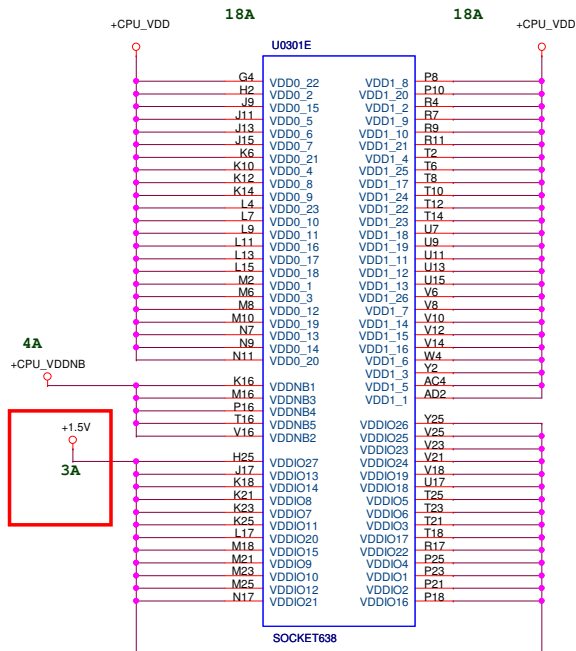 18A 18A
+CPU_VDD +CPU_VDD
U0301E
G4 VDD0_22 VDD1_8 P8
H2 VDD0_2 VDD1_20 P10
J9 VDD0_15 VDD1_2 R4
J11 VDD0_5 VDD1_9 R7
J13 VDD0_6 VDD1_10 R9
J15 VDD0_7 VDD1_21 R11
K6 VDD0_21 VDD1_4 T2
K10 VDD0_4 VDD1_25 T6
K12 VDD0_8 VDD1_17 T8
K14 VDD0_9 VDD1_24 T10
L4 VDD0_23 VDD1_22 T12
L7 VDD0_10 VDD1_23 T14
L9 VDD0_11 VDD1_18 U7
L11 VDD0_16 VDD1_19 U9
L13 VDD0_17 VDD1_11 U11
L15 VDD0_18 VDD1_12 U13
M2 VDD0_1 VDD1_13 U15
M6 VDD0_3 VDD1_26 V6
M8 VDD0_12 VDD1_7 V8
M10 VDD0_19 VDD1_14 V10
N7 VDD0_13 VDD1_15 V12
N9 VDD0_14 VDD1_16 V14
N11 VDD0_20 VDD1_6 W4
4A
VDD1_3 Y2
+CPU_VDDNB
K16 VDDNB1 VDD1_5 AC4
M16 VDDNB3 VDD1_1 AD2
P16 VDDNB4
T16 VDDNB5 VDDIO26 Y25
V16 VDDNB2 VDDIO25 V25
+1.5V
VDDIO23 V23
H25 VDDIO27 VDDIO24 V21
3A
J17 VDDIO13 VDDIO19 V18
K18 VDDIO14 VDDIO18 U17
K21 VDDIO8 VDDIO5 T25
K23 VDDIO7 VDDIO6 T23
K25 VDDIO11 VDDIO3 T21
L17 VDDIO20 VDDIO17 T18
M18 VDDIO15 VDDIO22 R17
M21 VDDIO9 VDDIO4 P25
M23 VDDIO10 VDDIO1 P23
M25 VDDIO12 VDDIO2 P21
N17 VDDIO21 VDDIO16 P18
SOCKET638